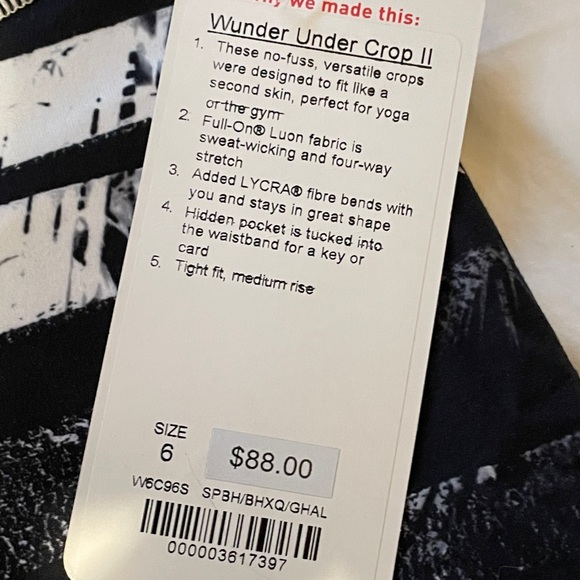 we made this:
Wunder Under Crop II
1. These no-fuss, versatile crops
were designed to fit like a
second skin, perfect for yoga
or the gym
2. Full-On® Luon fabric is
sweat-wicking and four-way
stretch
3. Added LYCRA® fibre bends with
you and stays in great shape
4. Hidden pocket is tucked into
the waistband for a key or
card
5. Tight fit, medium rise
SIZE
6
$88.00
W6C96S SPBH/BHXQ/GHAL
000003617397